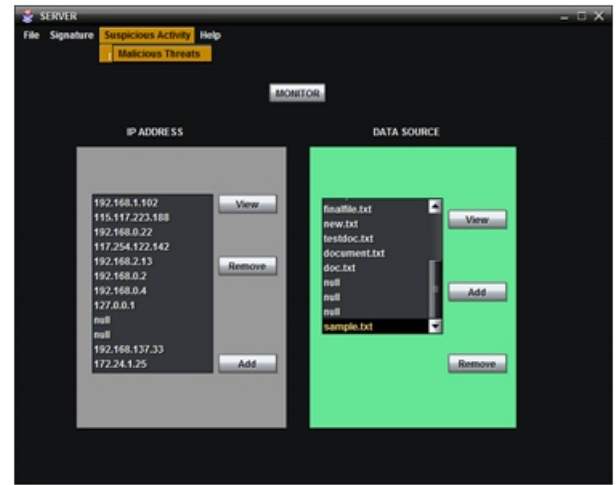 SERVER
File Signature Suspicious Activity Help
Malicious Threats
MONITOR
IP ADDRESS
192.168.1.102
115.117.223.188
192.168.0.22
117.254.122.142
192.168.2.13
192.168.0.2
192.168.0.4
127.0.0.1
null
null
192.168.137.33
172.24.1.25
View
Remove
Add
DATA SOURCE
finalfile.txt
new.txt
testdoc.txt
document.txt
doc.txt
null
null
null
sample.txt
View
Add
Remove